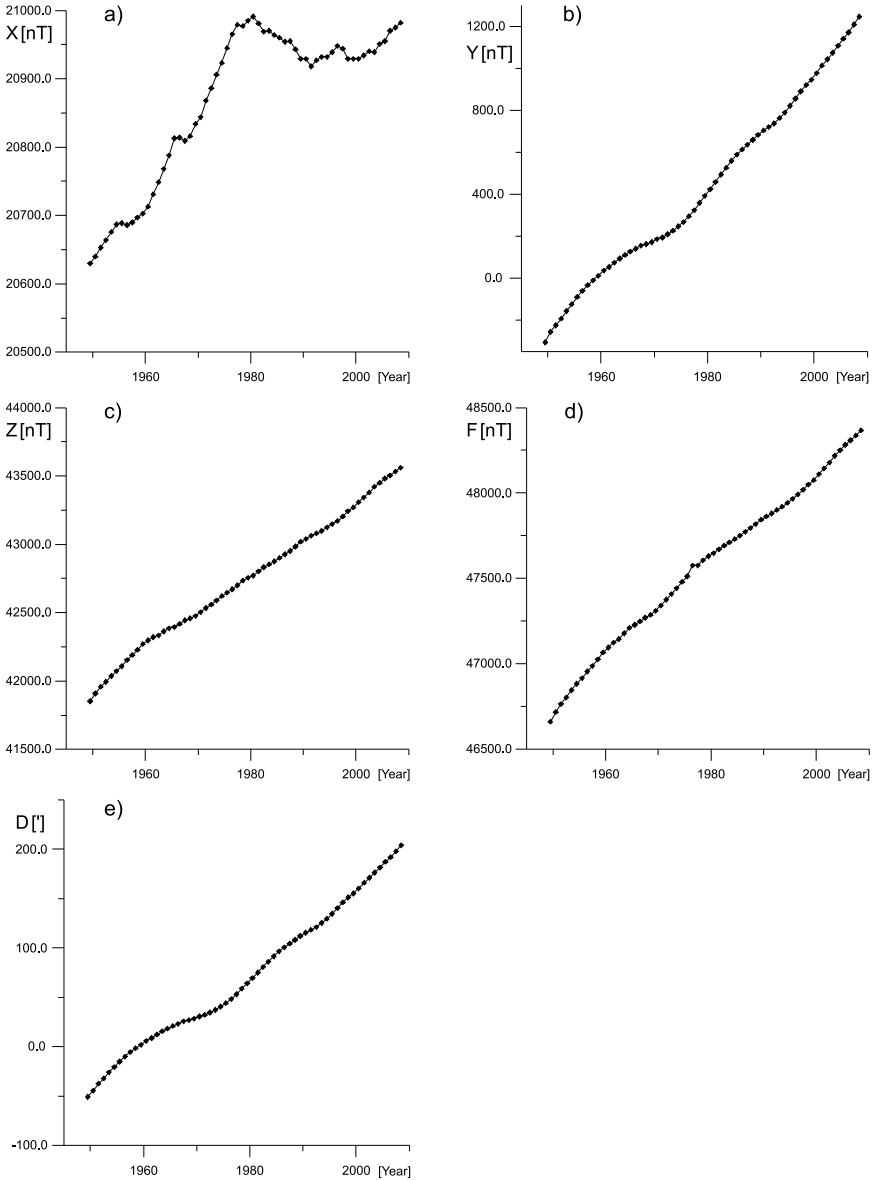 a)
X [nT]
21000.0
20900.0
20800.0
20700.0
20600.0
20500.0
1960
1980
2000
[Year]
b)
Y [nT]
1200.0
800.0
400.0
0.0
1960
1980
2000
[Year]
c)
Z [nT]
44000.0
43500.0
43000.0
42500.0
42000.0
41500.0
1960
1980
2000
[Year]
d)
F [nT]
48500.0
48000.0
47500.0
47000.0
46500.0
1960
1980
2000
[Year]
e)
D [']
200.0
100.0
0.0
-100.0
1960
1980
2000
[Year]